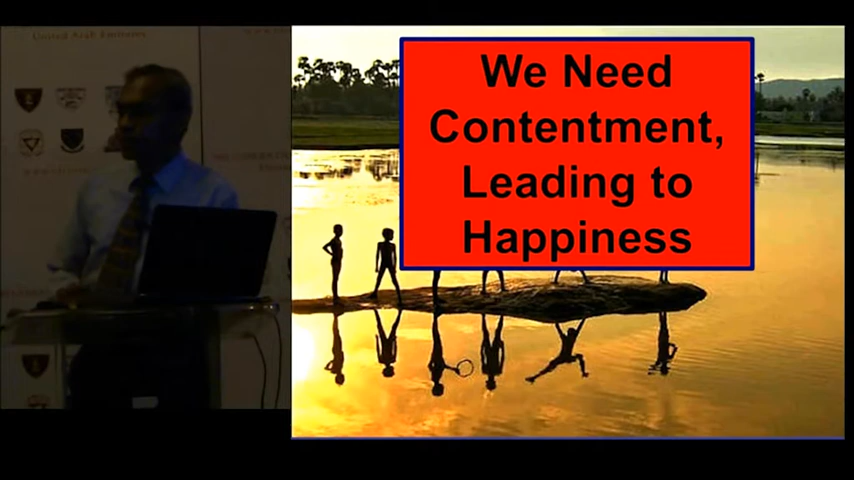 United Arab Emirates
We Need
Contentment,
Leading to
Happiness